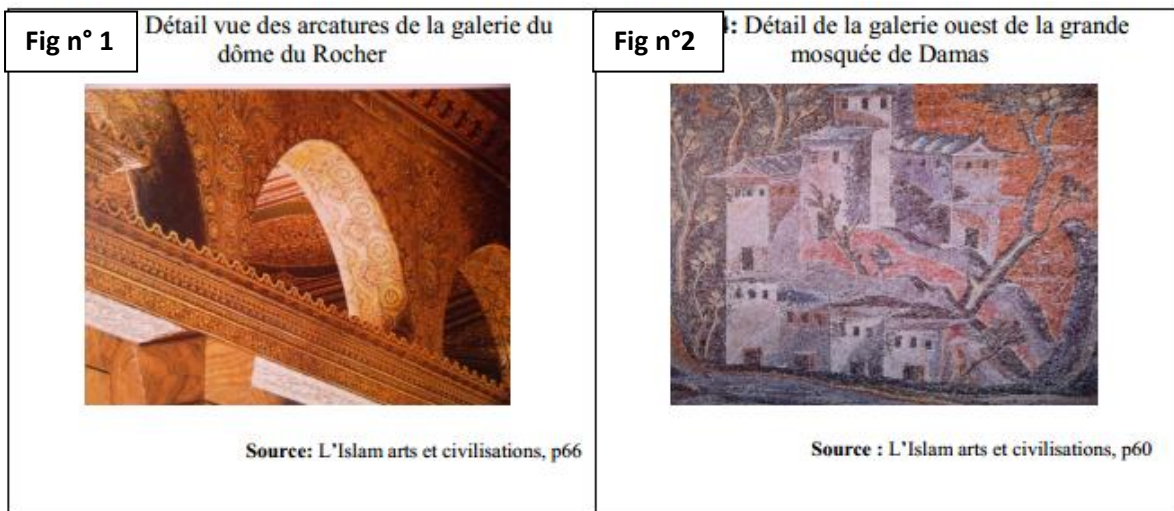 Fig n° 1
Détail vue des arcatures de la galerie du
dôme du Rocher
Source: L'Islam arts et civilisations, p66
Fig n°2
4: Détail de la galerie ouest de la grande
mosquée de Damas
Source : L'Islam arts et civilisations, p60